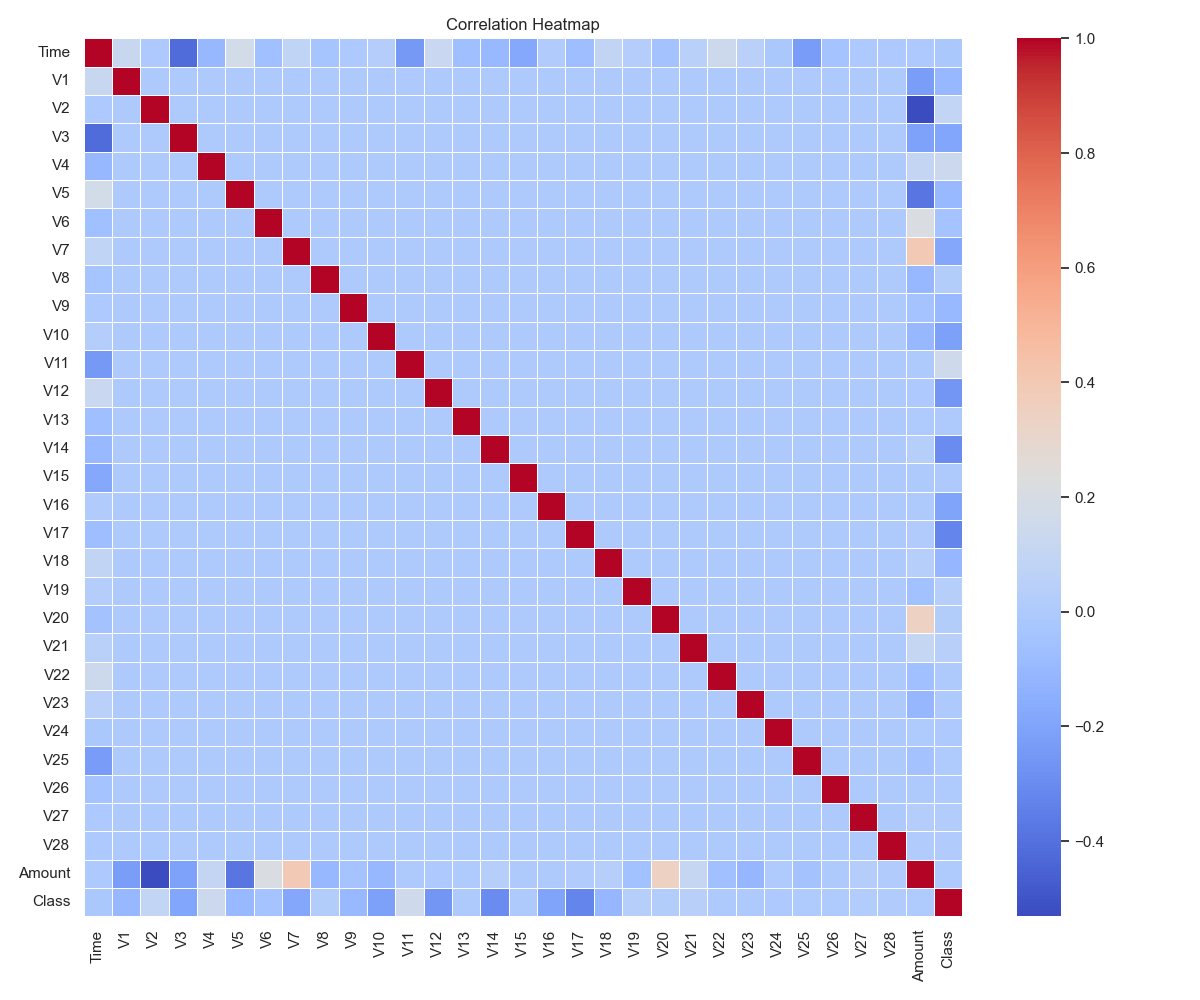 Correlation Heatmap
Time
V1
V2
V3
V4
V5
V6
V7
V8
V9
V10
V11
V12
V13
V14
V15
V16
V17
V18
V19
V20
V21
V22
V23
V24
V25
V26
V27
V28
Amount
Class
Time
V1
V2
V3
V4
V5
V6
V7
V8
V9
V10
V11
V12
V13
V14
V15
V16
V17
V18
V19
V20
V21
V22
V23
V24
V25
V26
V27
V28
Amount
Class
1.0
0.8
0.6
0.4
0.2
0.0
−0.2
−0.4